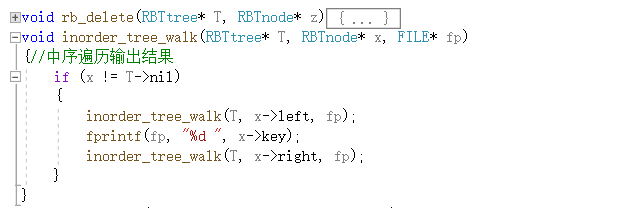 void rb_delete(RBTtree* T, RBTnode* z){ ... }
void inorder_tree_walk(RBTtree* T, RBTnode* x, FILE* fp)
{//中序遍历输出结果
    if (x != T->nil)
    {
        inorder_tree_walk(T, x->left, fp);
        fprintf(fp, "%d ", x->key);
        inorder_tree_walk(T, x->right, fp);
    }
}